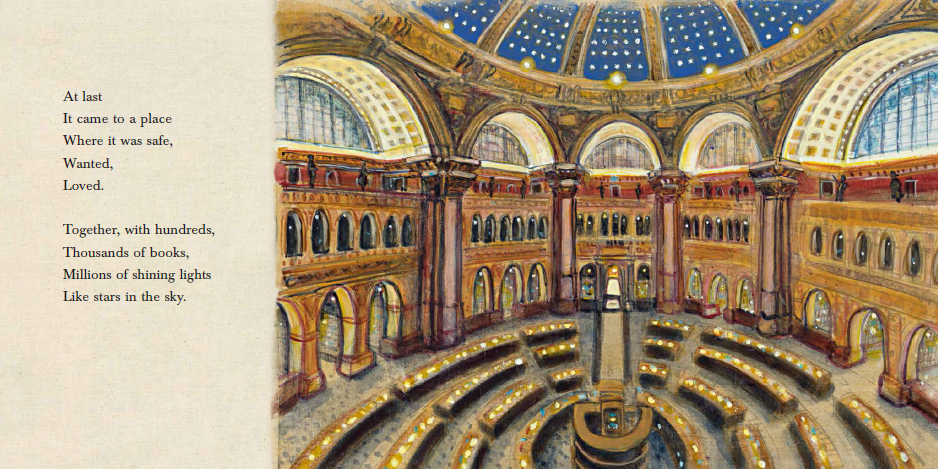 At last
It came to a place
Where it was safe,
Wanted,
Loved.
Together, with hundreds,
Thousands of books,
Millions of shining lights
Like stars in the sky.